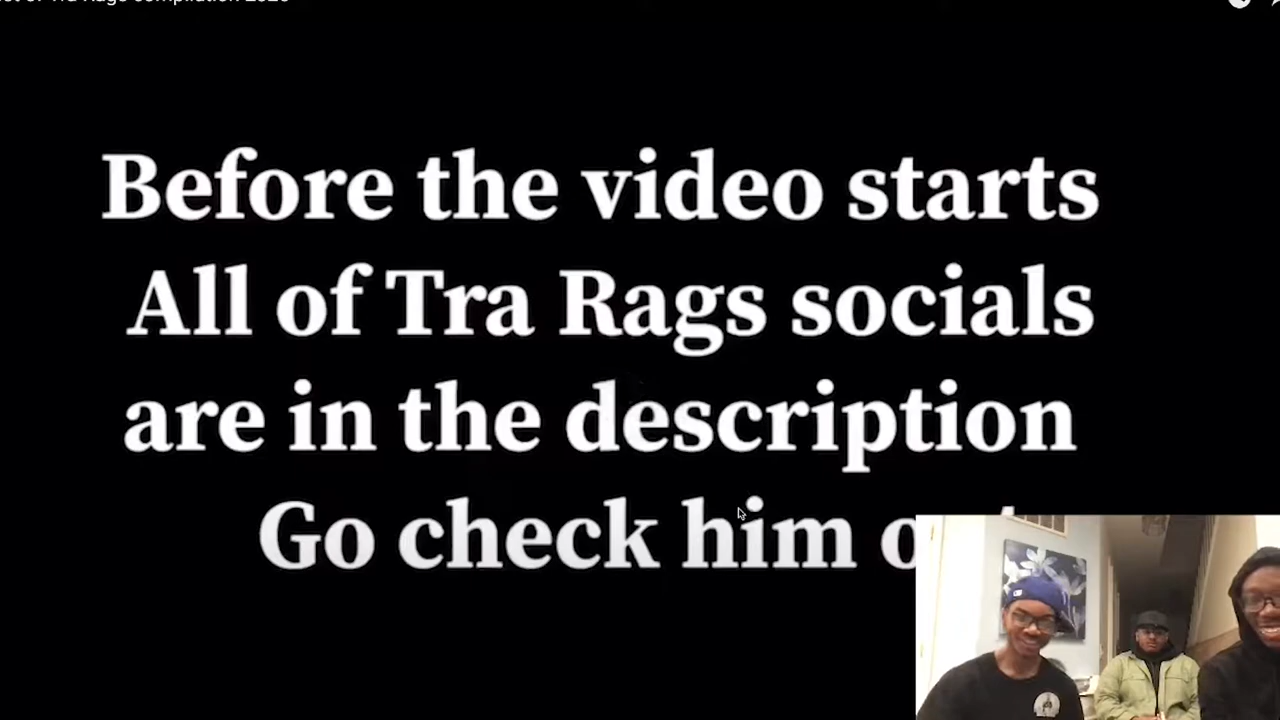 Before the video starts
All of Tra Rags socials
are in the description
Go check him